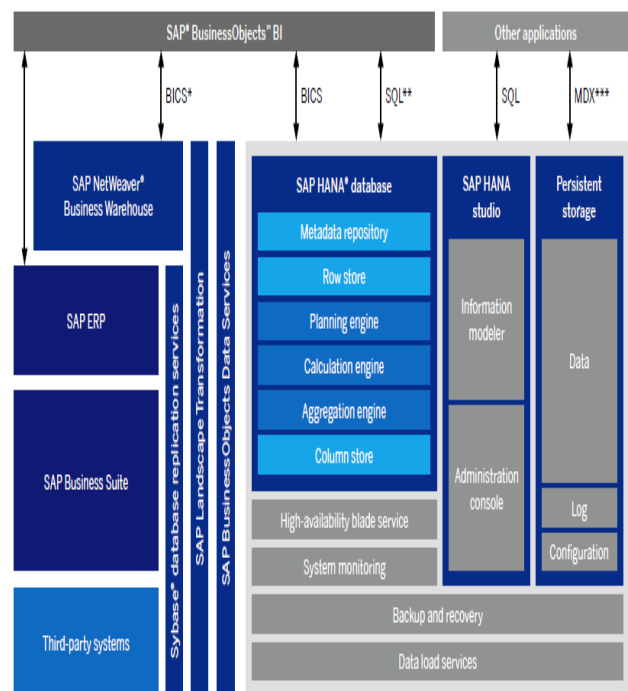 SAP® BusinessObjects™ BI
Other applications
BICS*
BICS
SQL**
SQL
MDX***
SAP NetWeaver®
Business Warehouse
SAP ERP
SAP Business Suite
Third-party systems
Sybase® database replication services
SAP Landscape Transformation
SAP BusinessObjects Data Services
SAP HANA® database
Metadata repository
Row store
Planning engine
Calculation engine
Aggregation engine
Column store
High-availability blade service
System monitoring
SAP HANA
studio
Information
modeler
Administration
console
Persistent
storage
Data
Log
Configuration
Backup and recovery
Data load services